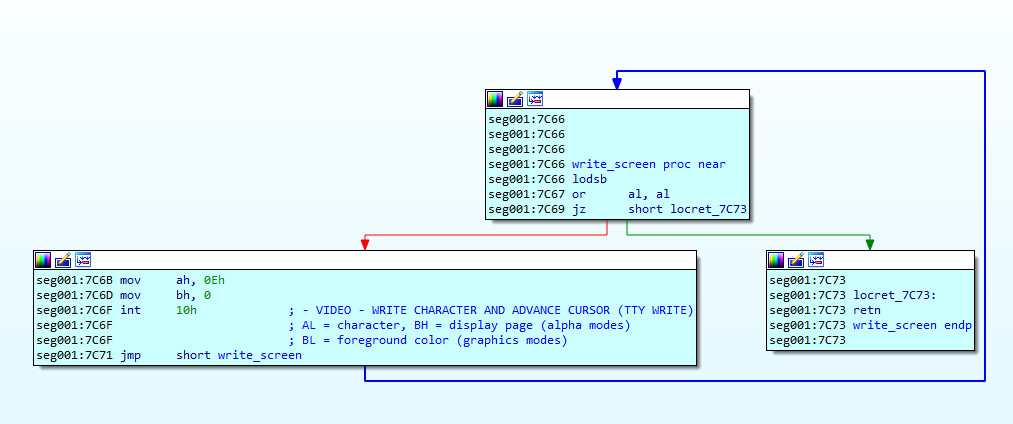 seg001:7C66
seg001:7C66
seg001:7C66
seg001:7C66 write_screen proc near
seg001:7C66 lodsb
seg001:7C67 or al, al
seg001:7C69 jz short locret_7C73
seg001:7C6B mov ah, 0Eh
seg001:7C6D mov bh, 0
seg001:7C6F int 10h ; - VIDEO - WRITE CHARACTER AND ADVANCE CURSOR (TTY WRITE)
seg001:7C6F ; AL = character, BH = display page (alpha modes)
seg001:7C6F ; BL = foreground color (graphics modes)
seg001:7C71 jmp short write_screen
seg001:7C73
seg001:7C73 locret_7C73:
seg001:7C73 retn
seg001:7C73 write_screen endp
seg001:7C73